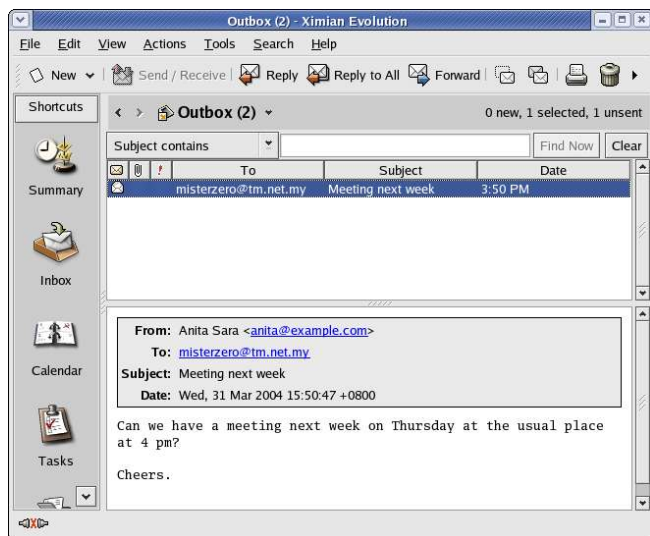 Outbox (2) - Ximian Evolution
File Edit View Actions Tools Search Help
New Send / Receive Reply Reply to All Forward
Shortcuts
Outbox (2) 0 new, 1 selected, 1 unsent
Subject contains Find Now Clear
! To Subject Date
misterzero@tm.net.my Meeting next week 3:50 PM
Summary
Inbox
Calendar
Tasks
From: Anita Sara <anita@example.com>
To: misterzero@tm.net.my
Subject: Meeting next week
Date: Wed, 31 Mar 2004 15:50:47 +0800
Can we have a meeting next week on Thursday at the usual place
at 4 pm?
Cheers.